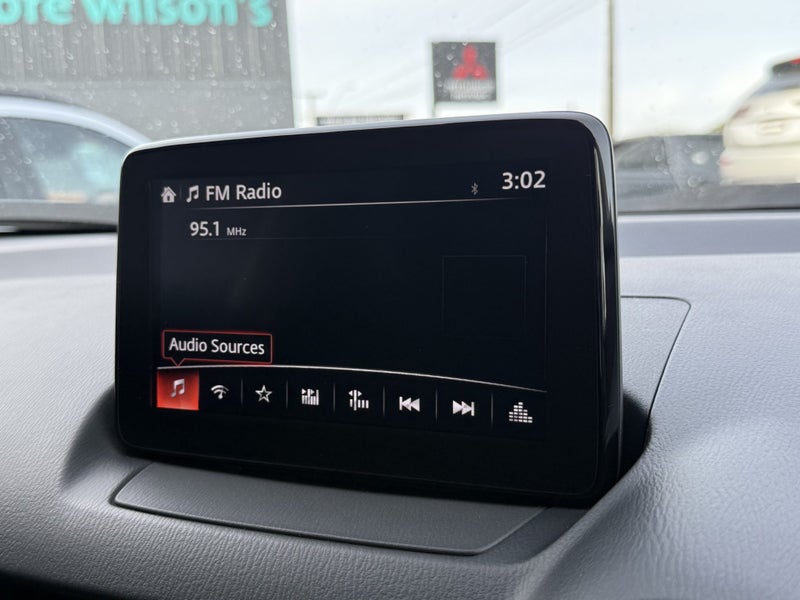 ore Wilson's
FM Radio
3:02
95.1 MHz
Audio Sources